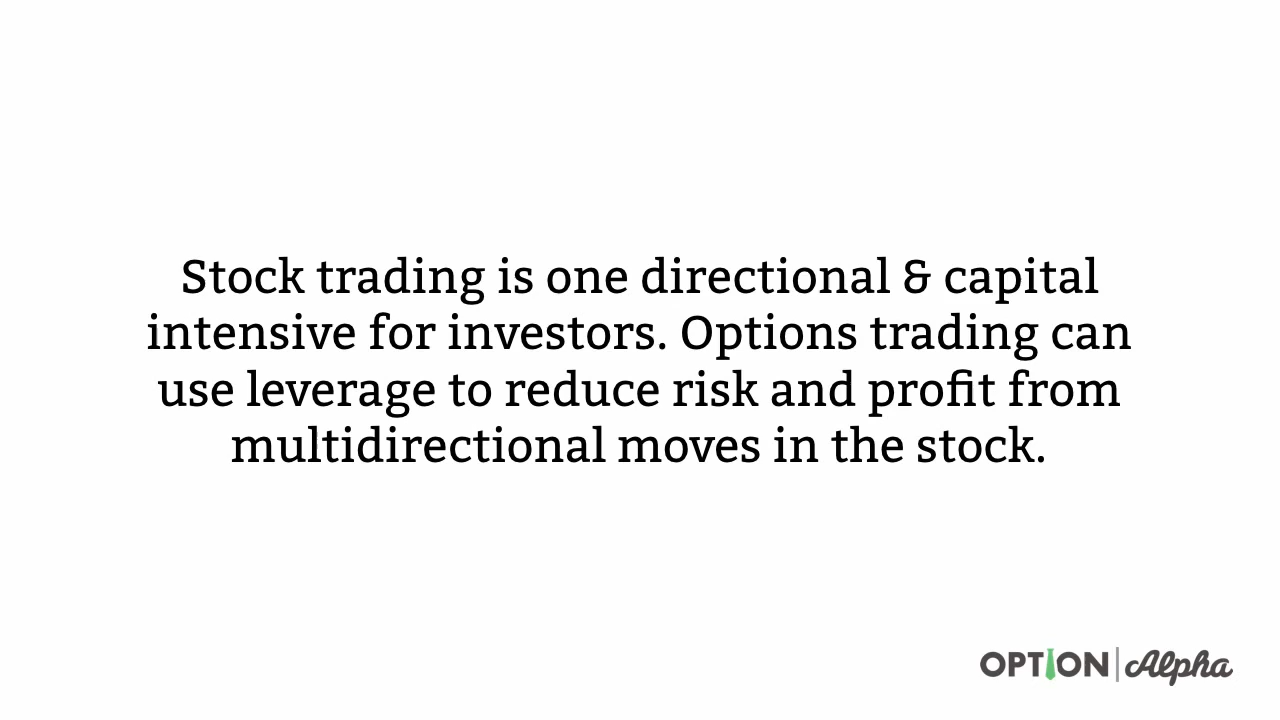 Stock trading is one directional & capital
intensive for investors. Options trading can
use leverage to reduce risk and profit from
multidirectional moves in the stock.
OPTION | Alpha